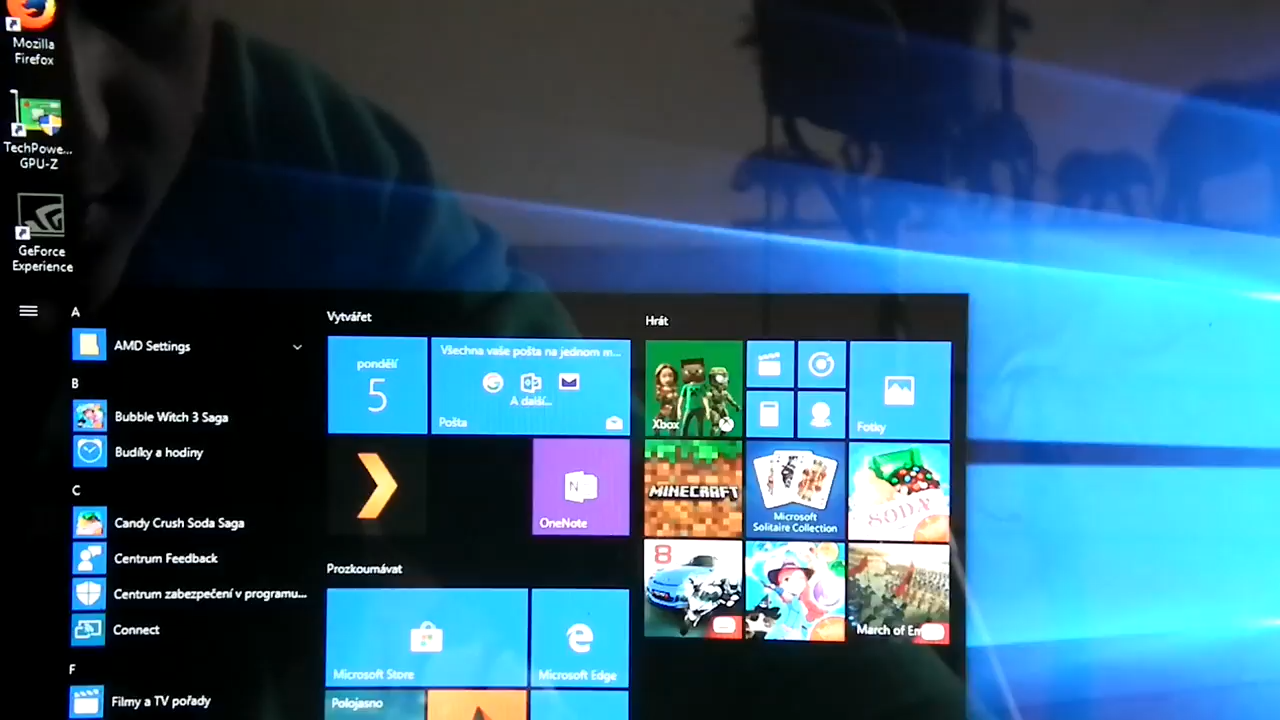 Mozilla
Firefox
TechPowe...
GPU-Z
GeForce
Experience
A
AMD Settings
B
Bubble Witch 3 Saga
Budíky a hodiny
C
Candy Crush Soda Saga
Centrum Feedback
Centrum zabezpečení v programu...
Connect
F
Filmy a TV pořady
Vytvářet
pondělí
5
Všechna vaše pošta na jednom m...
A další...
Pošta
N
OneNote
Prozkoumávat
Microsoft Store
Microsoft Edge
Polojasno
Hrát
Xbox
Fotky
MINECRAFT
Microsoft
Solitaire Collection
SODA
8
March of Em